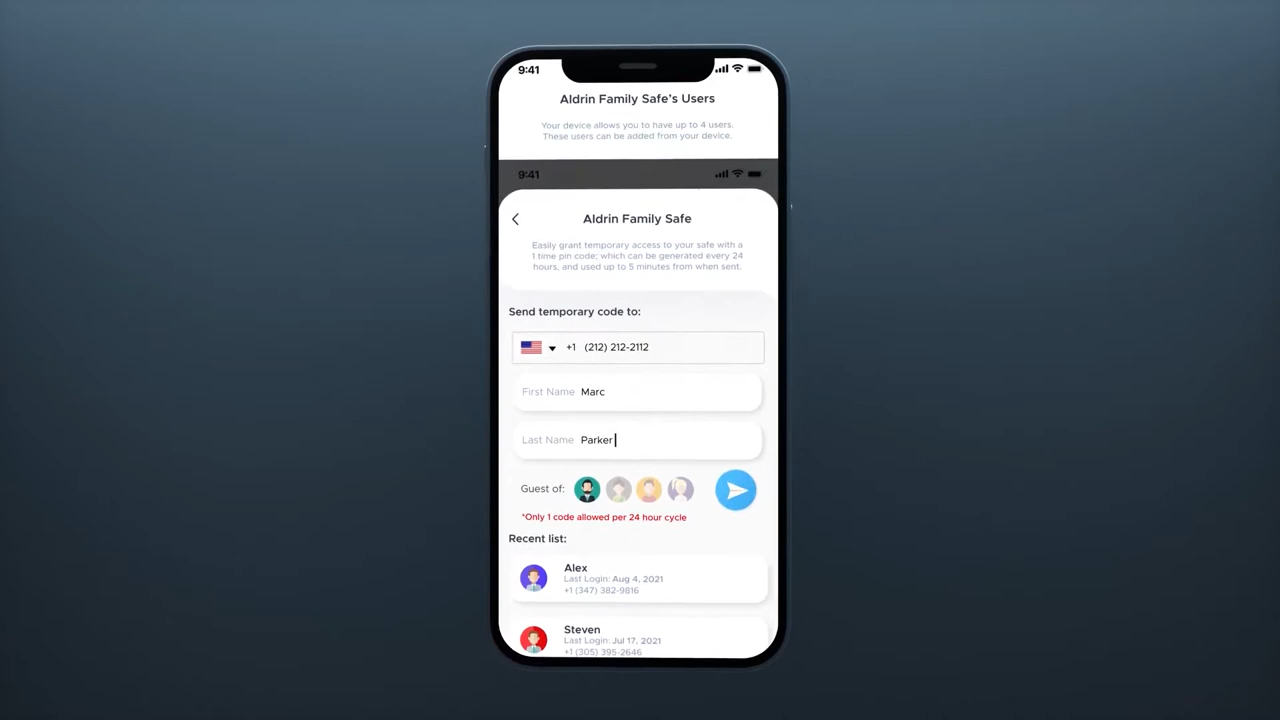 9:41
Aldrin Family Safe's Users
Your device allows you to have up to 4 users.
These users can be added from your device.
9:41
Aldrin Family Safe
Easily grant temporary access to your safe with a
1 time pin code; which can be generated every 24
hours, and used up to 5 minutes from when sent.
Send temporary code to:
+1 (212) 212-2112
First Name Marc
Last Name Parker
Guest of:
*Only 1 code allowed per 24 hour cycle
Recent list:
Alex
Last Login: Aug 4, 2021
+1 (347) 382-9816
Steven
Last Login: Jul 17, 2021
+1 (305) 395-2646